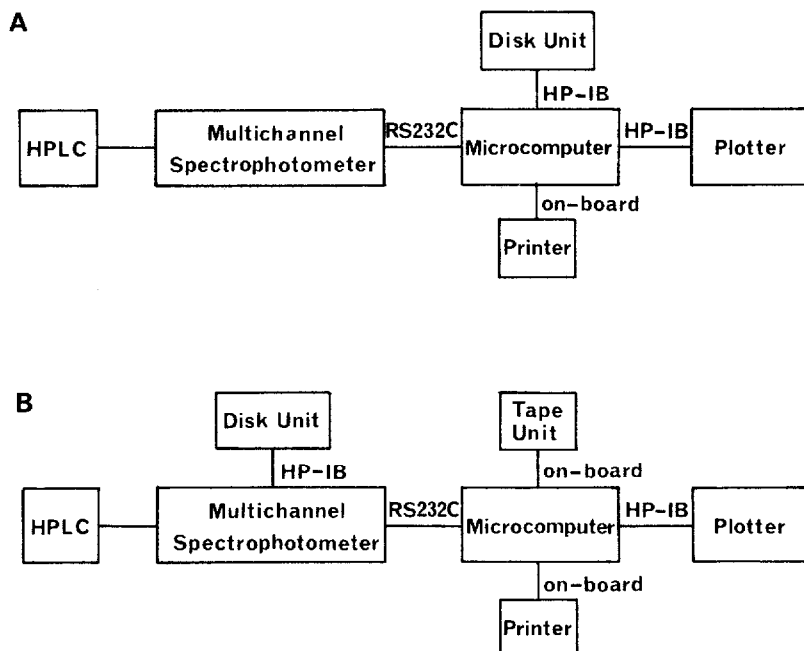 A
Disk Unit
HP-IB
HPLC
Multichannel
Spectrophotometer
RS232C
Microcomputer
HP-IB
Plotter
on-board
Printer
B
Disk Unit
HP-IB
Tape
Unit
on-board
HPLC
Multichannel
Spectrophotometer
RS232C
Microcomputer
HP-IB
Plotter
on-board
Printer